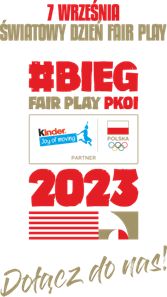 7 WRZEŚNIA
ŚWIATOWY DZIEŃ FAIR PLAY
#BIEG
FAIR PLAY PKOl
Kinder
Joy of moving
POLSKA
PARTNER
2023
Dołącz do nas!